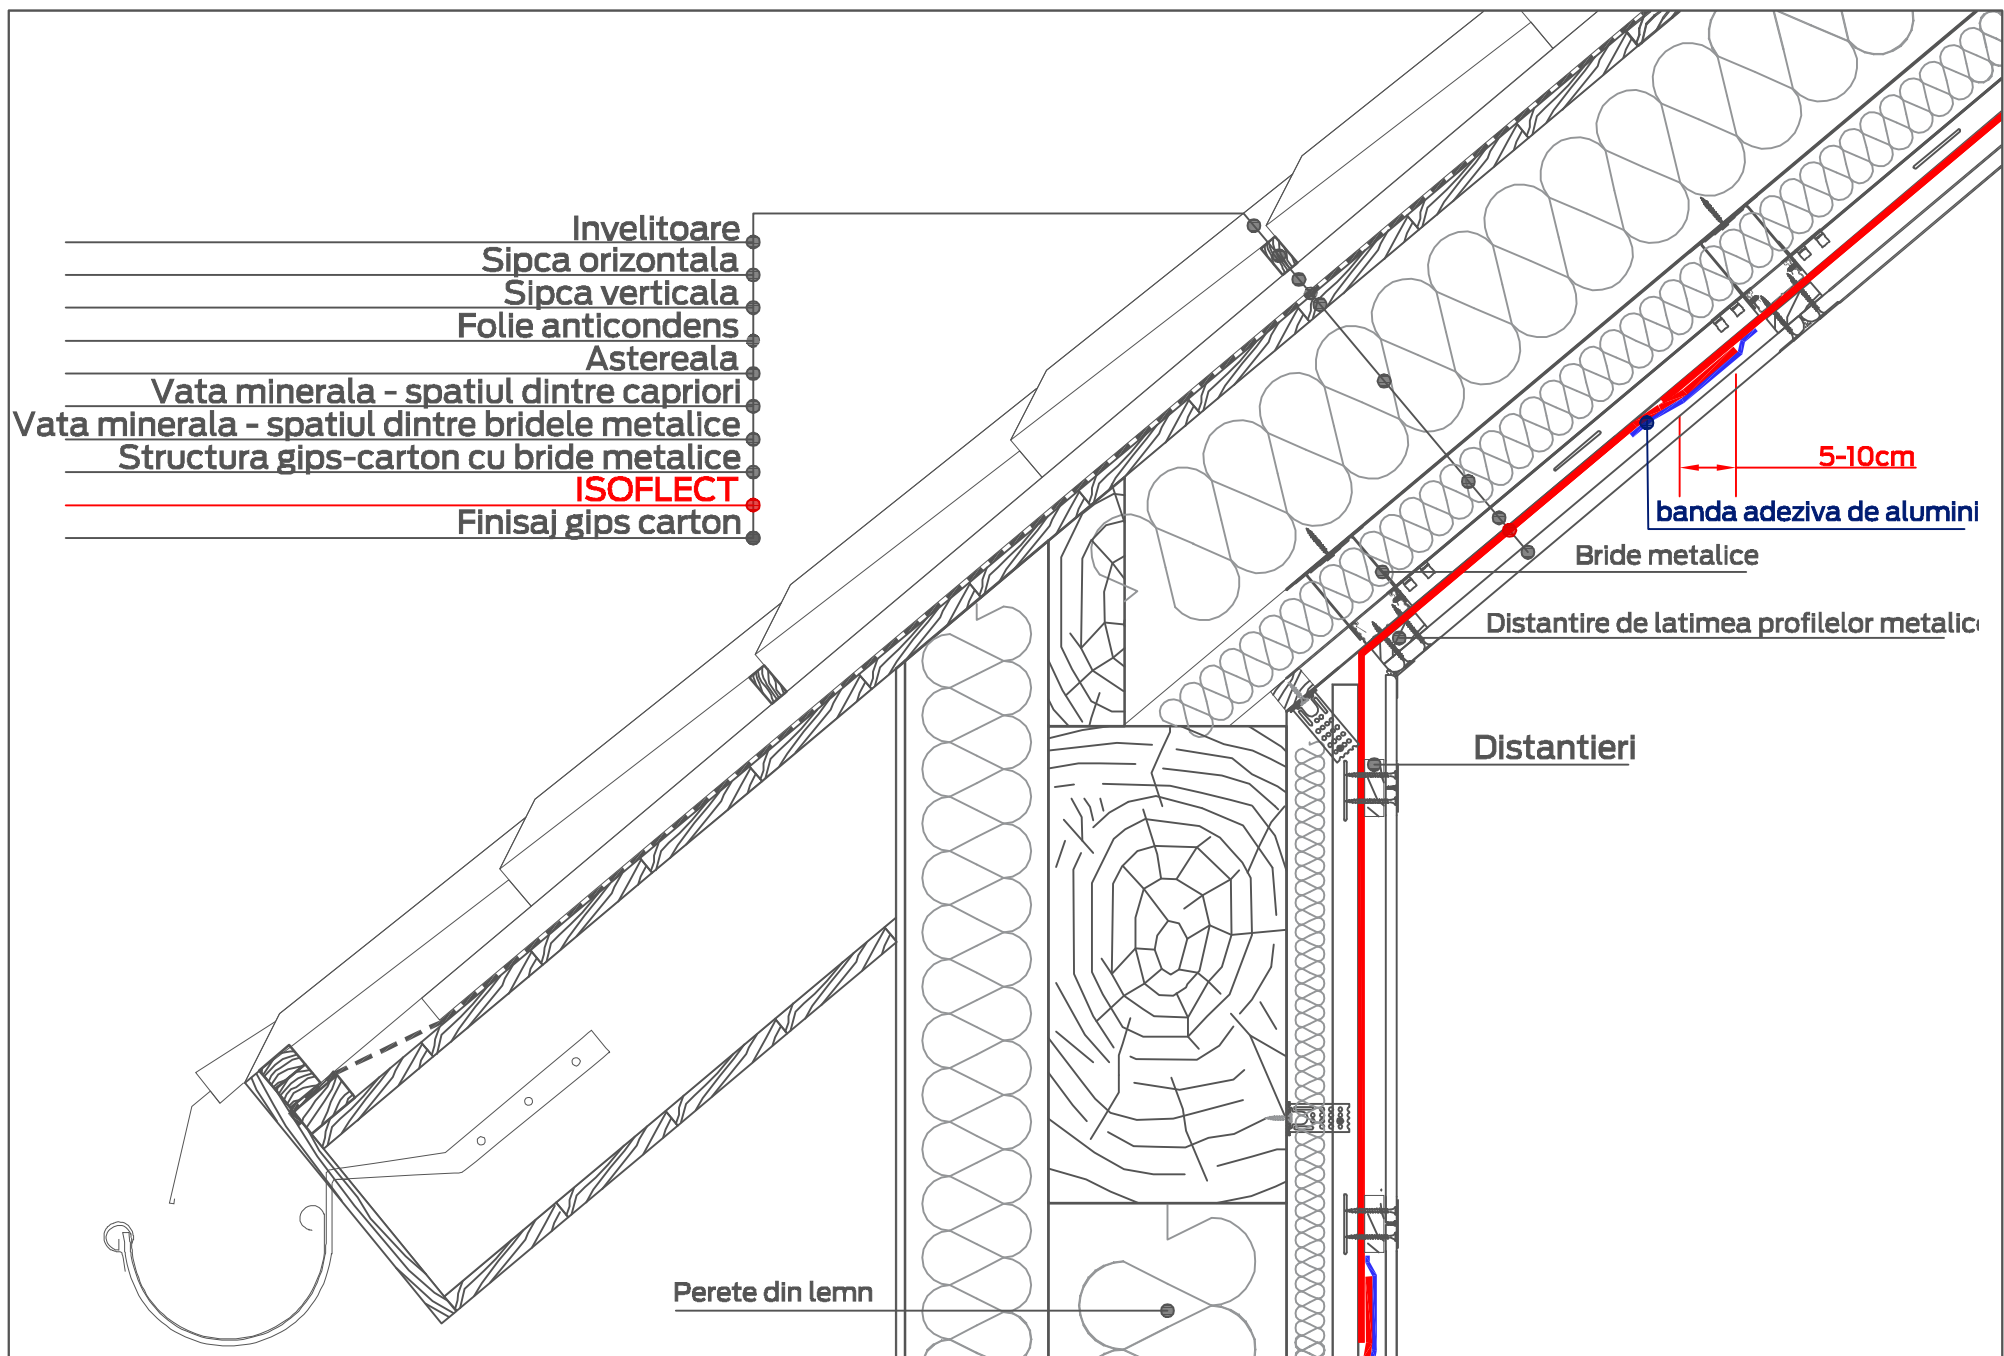 Invelitoare
Sipca orizontala
Sipca verticala
Folie anticondens
Astereala
Vata minerala - spatiul dintre capriori
Vata minerala - spatiul dintre bridele metalice
Structura gips-carton cu bride metalice
ISOFLECT
Finisaj gips carton
5-10cm
banda adeziva de alumini
Bride metalice
Distantire de latimea profilelor metalic
Distantieri
Perete din lemn